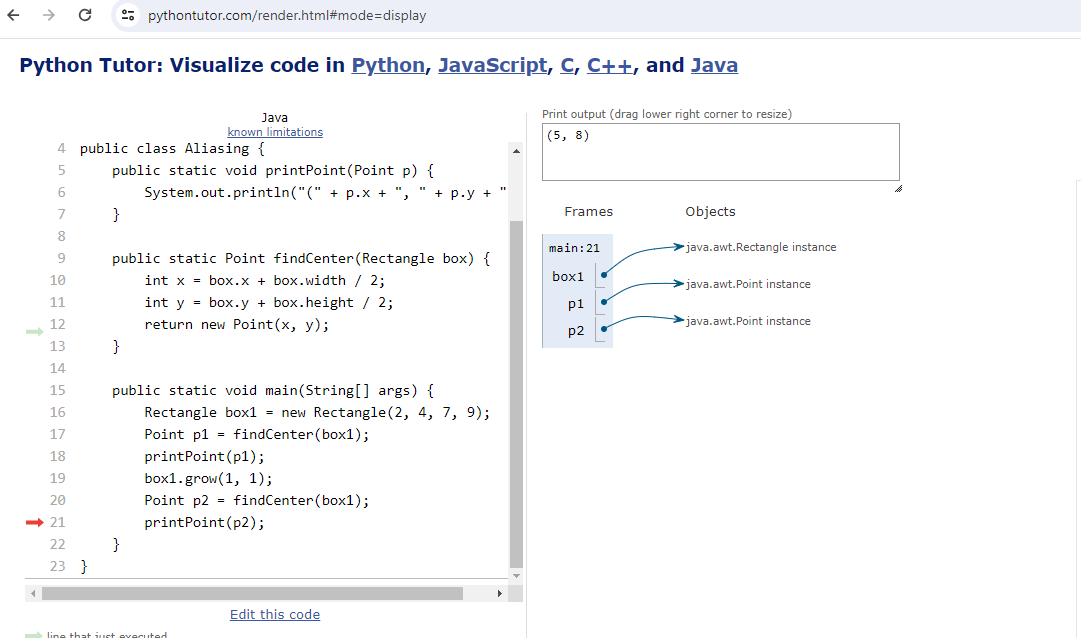 pythontutor.com/render.html#mode=display
Python Tutor: Visualize code in Python, JavaScript, C, C++, and Java
Java
known limitations
4 public class Aliasing {
5     public static void printPoint(Point p) {
6         System.out.println("(" + p.x + ", " + p.y + "
7     }
8
9     public static Point findCenter(Rectangle box) {
10         int x = box.x + box.width / 2;
11         int y = box.y + box.height / 2;
12         return new Point(x, y);
13     }
14
15     public static void main(String[] args) {
16         Rectangle box1 = new Rectangle(2, 4, 7, 9);
17         Point p1 = findCenter(box1);
18         printPoint(p1);
19         box1.grow(1, 1);
20         Point p2 = findCenter(box1);
21         printPoint(p2);
22     }
23 }
Edit this code
line that just executed
Print output (drag lower right corner to resize)
(5, 8)
Frames Objects
main:21 java.awt.Rectangle instance
box1
p1 java.awt.Point instance
p2 java.awt.Point instance